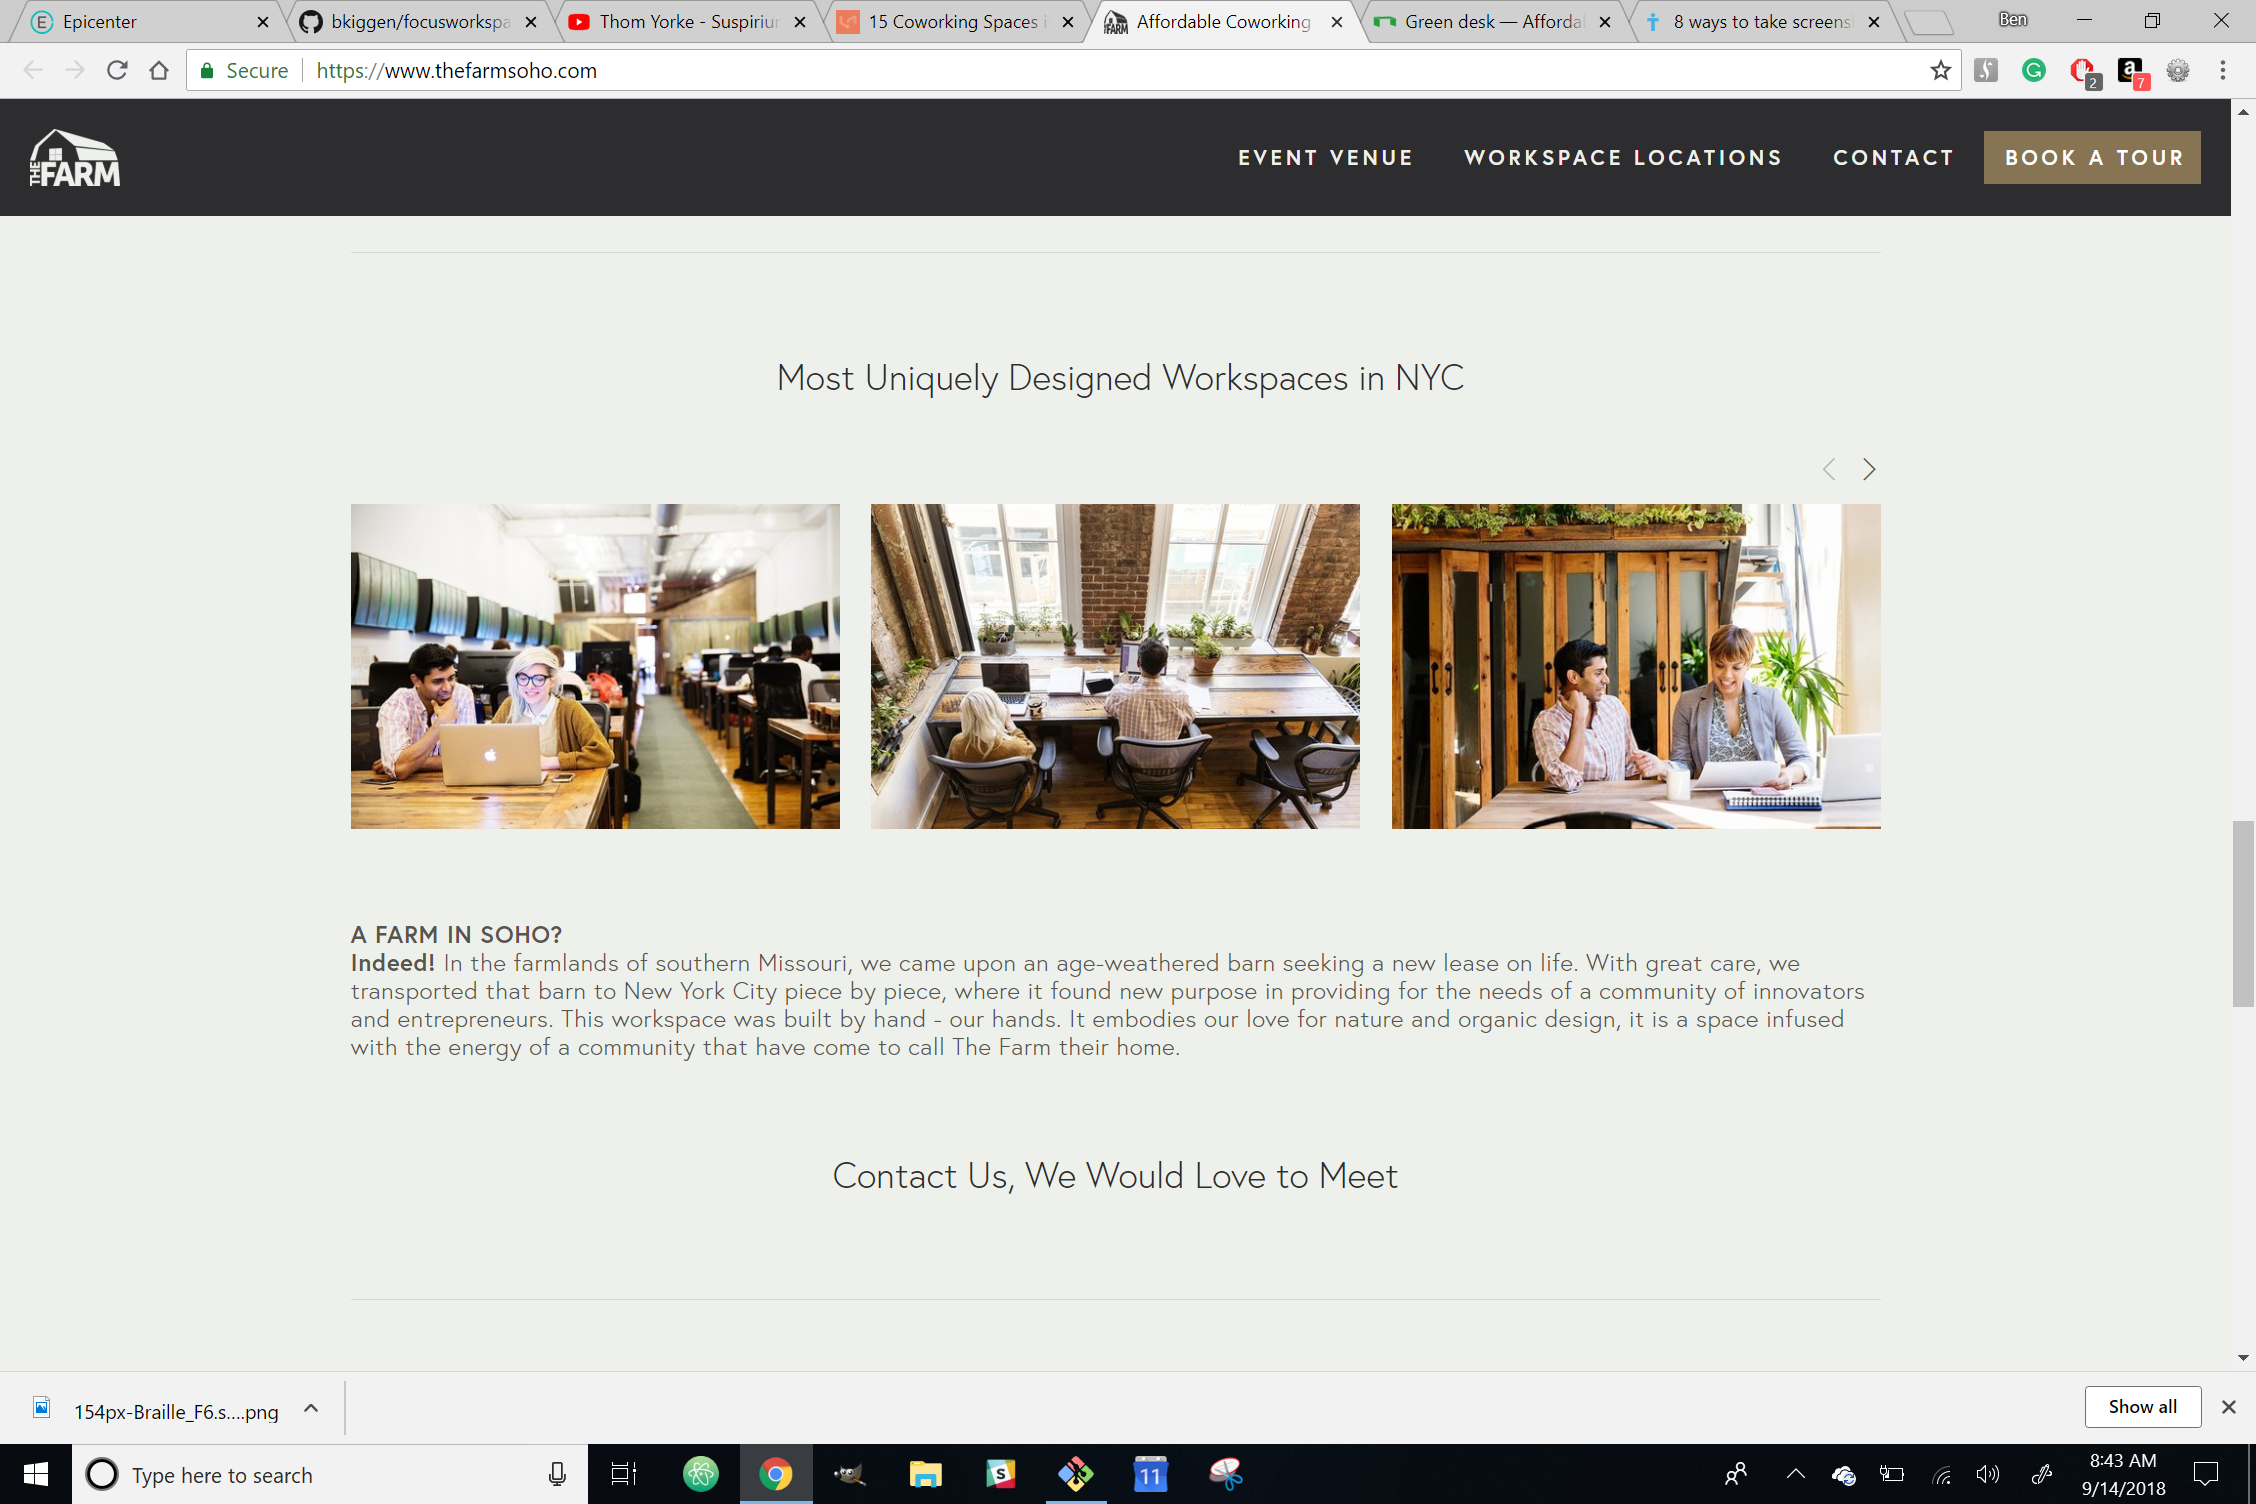 Epicenter
bkiggen/focusworkspa
Thom Yorke - Suspiriur
15 Coworking Spaces i
Affordable Coworking
Green desk — Affordal
8 ways to take screens
Ben
Secure
https://www.thefarmsoho.com
2
7
THE FARM
EVENT VENUE
WORKSPACE LOCATIONS
CONTACT
BOOK A TOUR
Most Uniquely Designed Workspaces in NYC
A FARM IN SOHO?
Indeed! In the farmlands of southern Missouri, we came upon an age-weathered barn seeking a new lease on life. With great care, we
transported that barn to New York City piece by piece, where it found new purpose in providing for the needs of a community of innovators
and entrepreneurs. This workspace was built by hand - our hands. It embodies our love for nature and organic design, it is a space infused
with the energy of a community that have come to call The Farm their home.
Contact Us, We Would Love to Meet
154px-Braille_F6.s....png
Show all
Type here to search
11
8:43 AM
9/14/2018